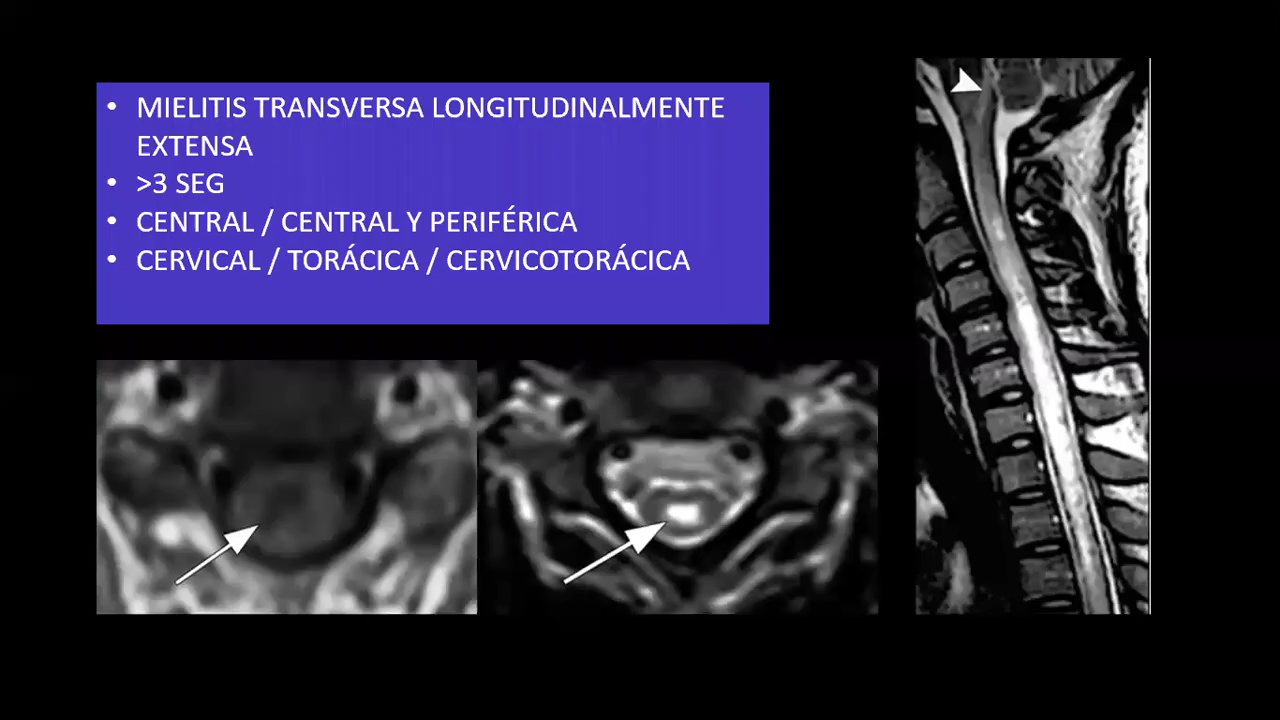 • MIELITIS TRANSVERSA LONGITUDINALMENTE
EXTENSA
• >3 SEG
• CENTRAL / CENTRAL Y PERIFÉRICA
• CERVICAL / TORÁCICA / CERVICOTORÁCICA